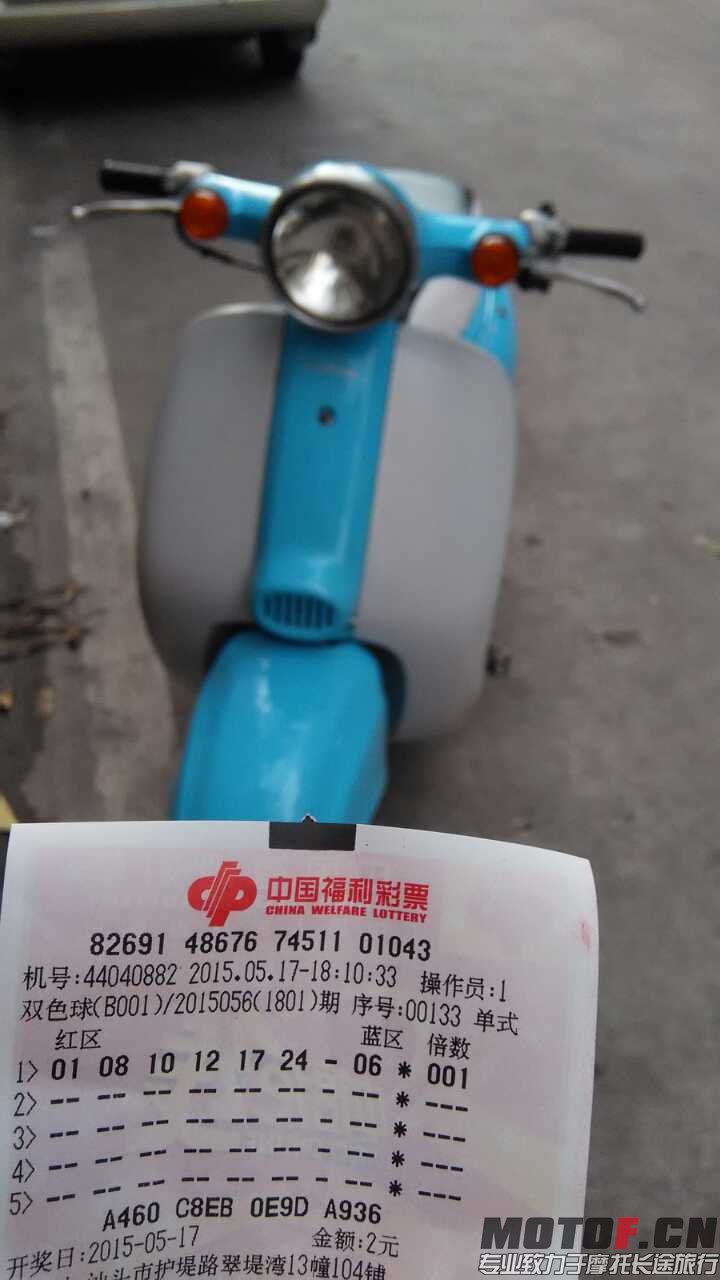 中国福利彩票
CHINA WELFARE LOTTERY
82691 48676 74511 01043
机号:44040882 2015.05.17-18:10:33 操作员:1
双色球(B001)/2015056(1801)期 序号:00133 单式
红区 蓝区 倍数
1> 01 08 10 12 17 24 - 06 * 001
2> -- -- -- -- -- -- - -- * ---
3> -- -- -- -- -- -- - -- * ---
4> -- -- -- -- -- -- - -- * ---
5> -- -- -- -- -- -- - -- * ---
A460 C8EB 0E9D A936
开奖日:2015-05-17 金额:2元
汕头市护堤路翠堤湾13幢104铺
MOTOF.CN
专业致力于摩托长途旅行